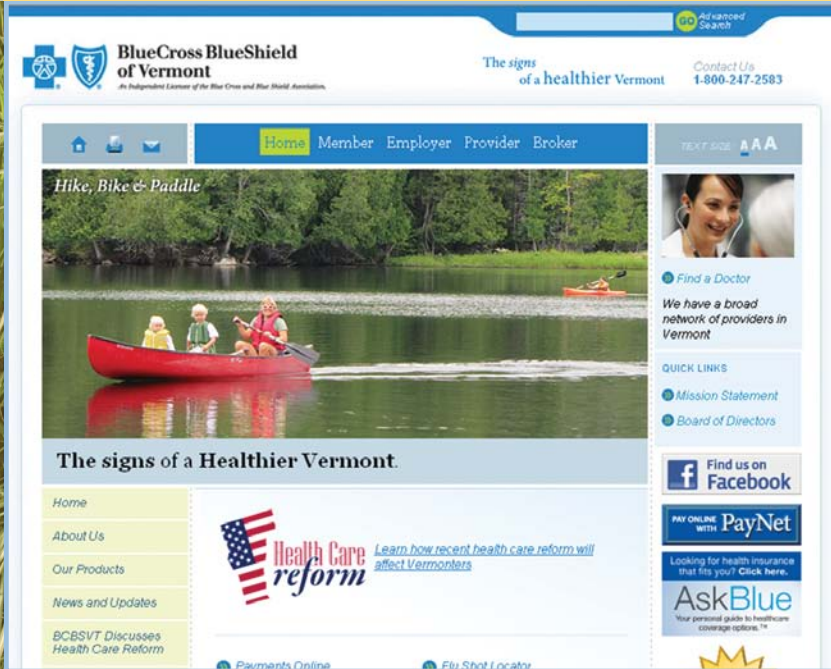 GO Advanced Search
BlueCross BlueShield
of Vermont
An Independent Licensee of the Blue Cross and Blue Shield Association.
The signs
of a healthier Vermont
Contact Us
1-800-247-2583
Home Member Employer Provider Broker
TEXT SIZE: A A A
Hike, Bike & Paddle
Find a Doctor
We have a broad
network of providers in
Vermont
QUICK LINKS
Mission Statement
Board of Directors
The signs of a Healthier Vermont.
Find us on
Facebook
PAY ONLINE WITH PayNet
Looking for health insurance
that fits you? Click here.
AskBlue
Your personal guide to healthcare
coverage options.™
Home
About Us
Our Products
News and Updates
BCBSVT Discusses
Health Care Reform
Health Care
reform
Learn how recent health care reform will
affect Vermonters
Payments Online
Flu Shot Locator